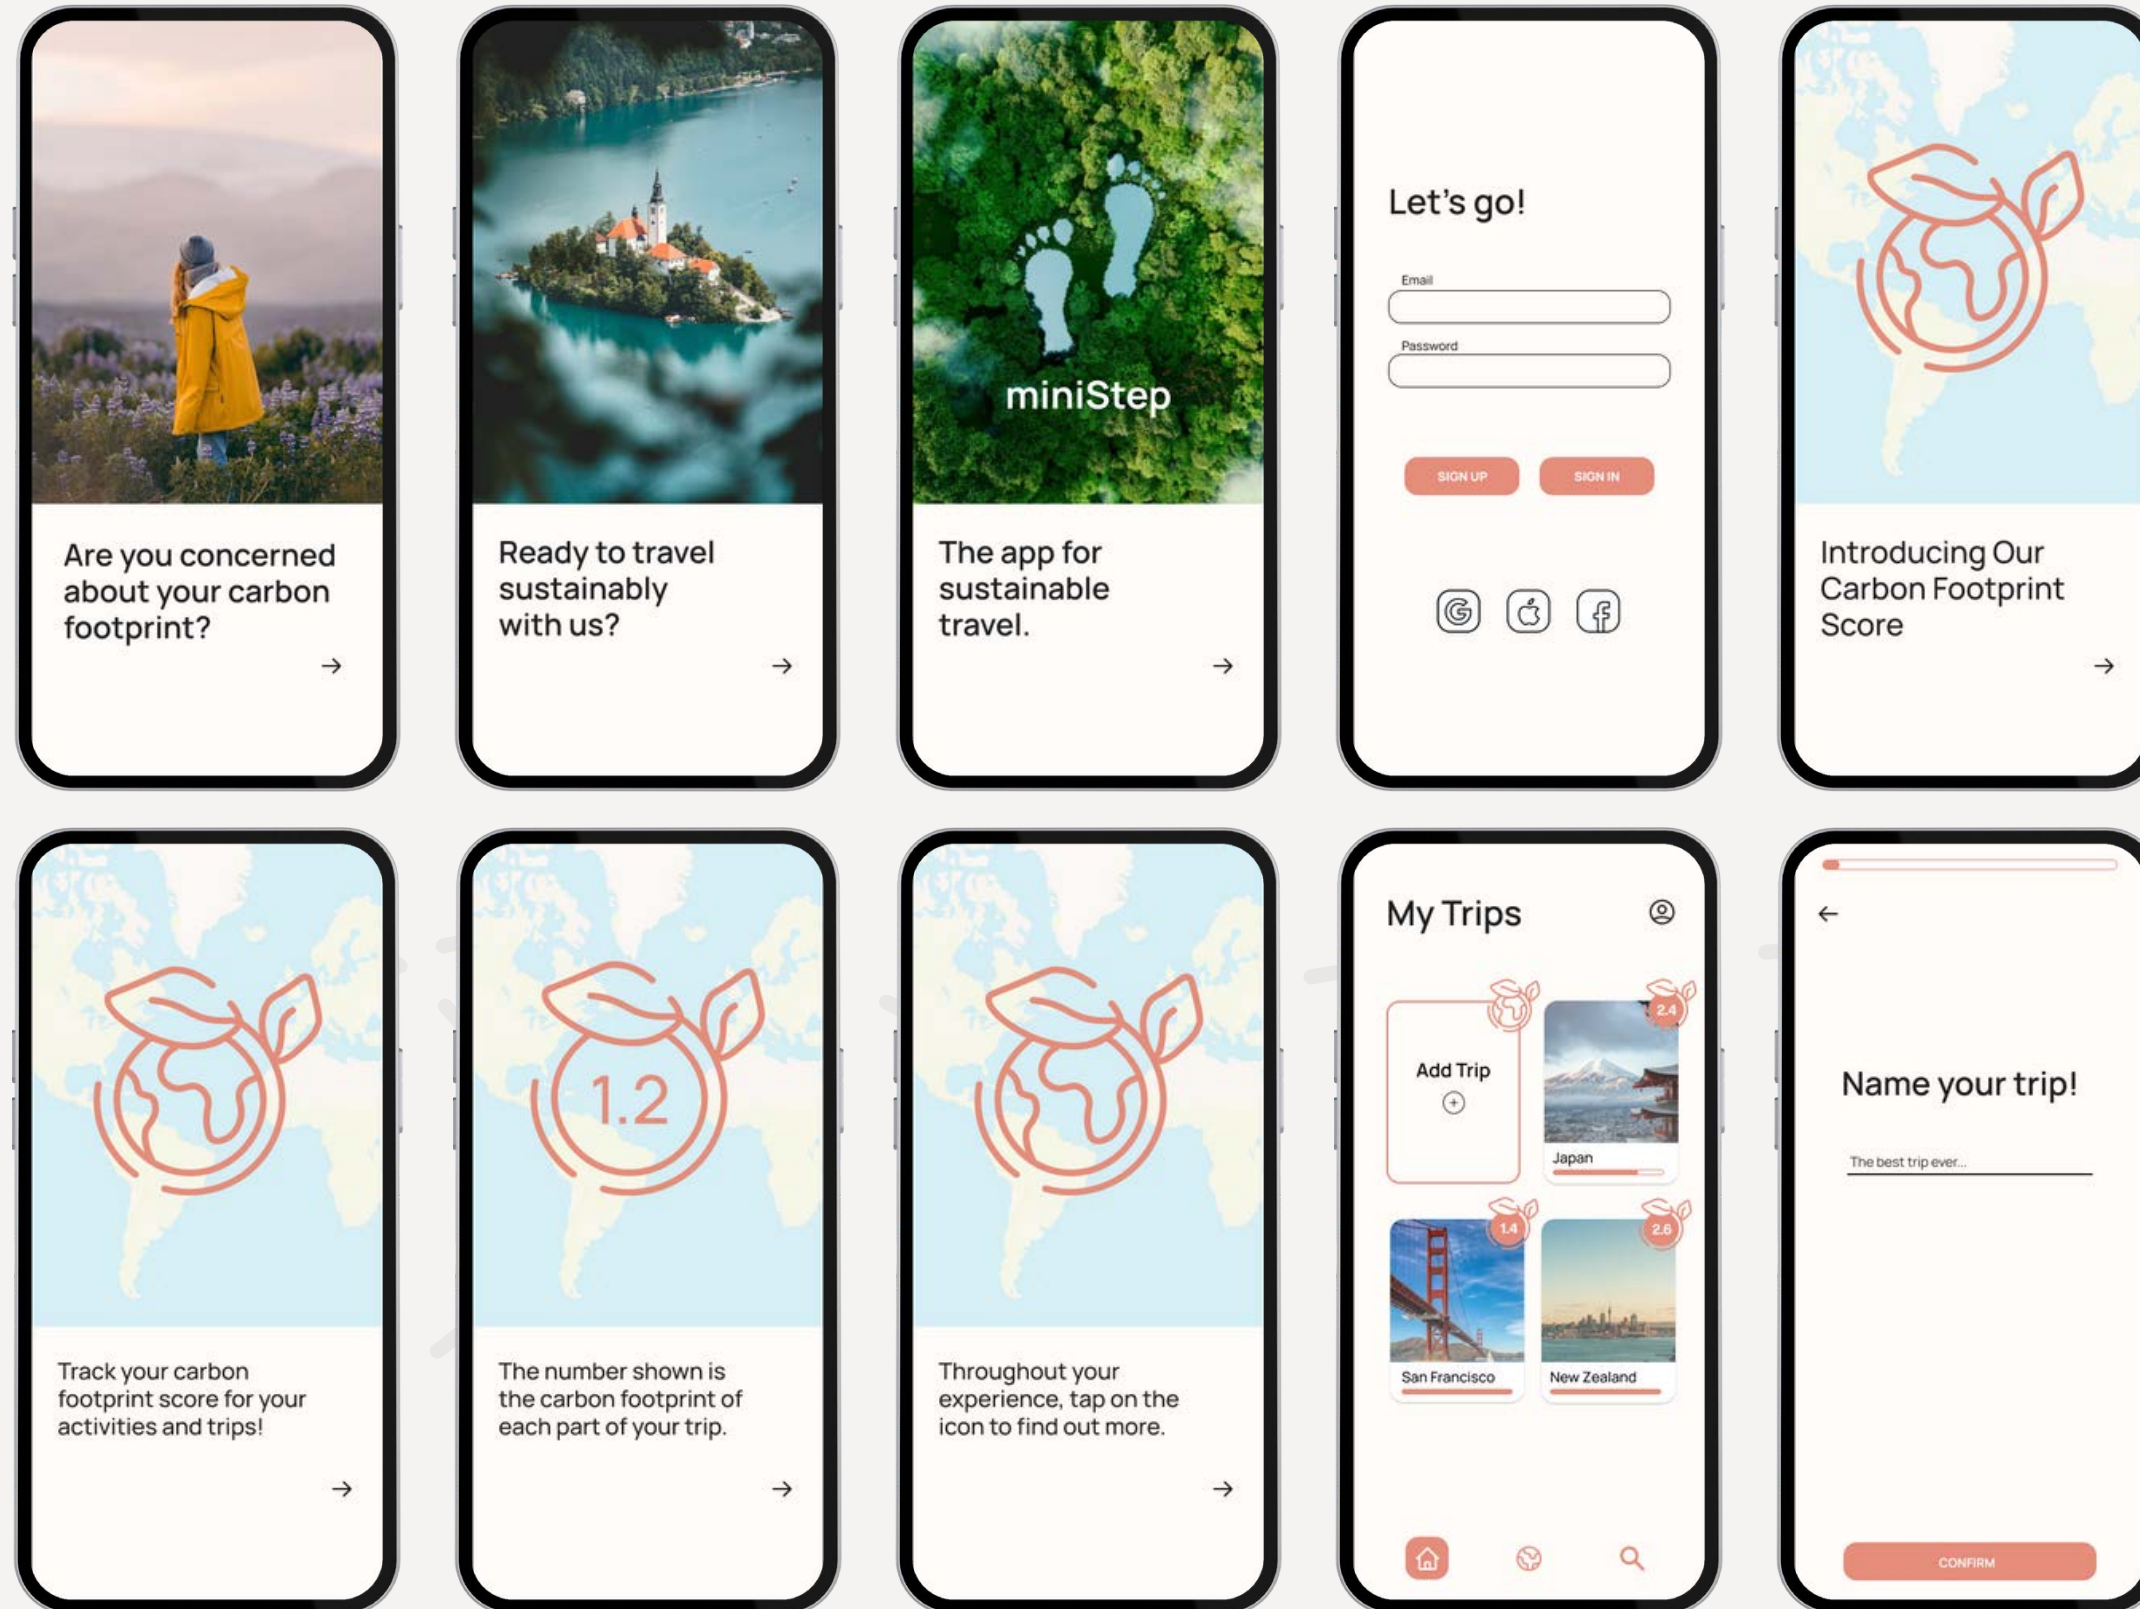 Are you concerned
about your carbon
footprint?
Ready to travel
sustainably
with us?
miniStep
The app for
sustainable
travel.
Let's go!
Email
Password
SIGN UP
SIGN IN
Introducing Our
Carbon Footprint
Score
Track your carbon
footprint score for your
activities and trips!
1.2
The number shown is
the carbon footprint of
each part of your trip.
Throughout your
experience, tap on the
icon to find out more.
My Trips
Add Trip
2.4
Japan
1.4
San Francisco
2.6
New Zealand
Name your trip!
The best trip ever...
CONFIRM